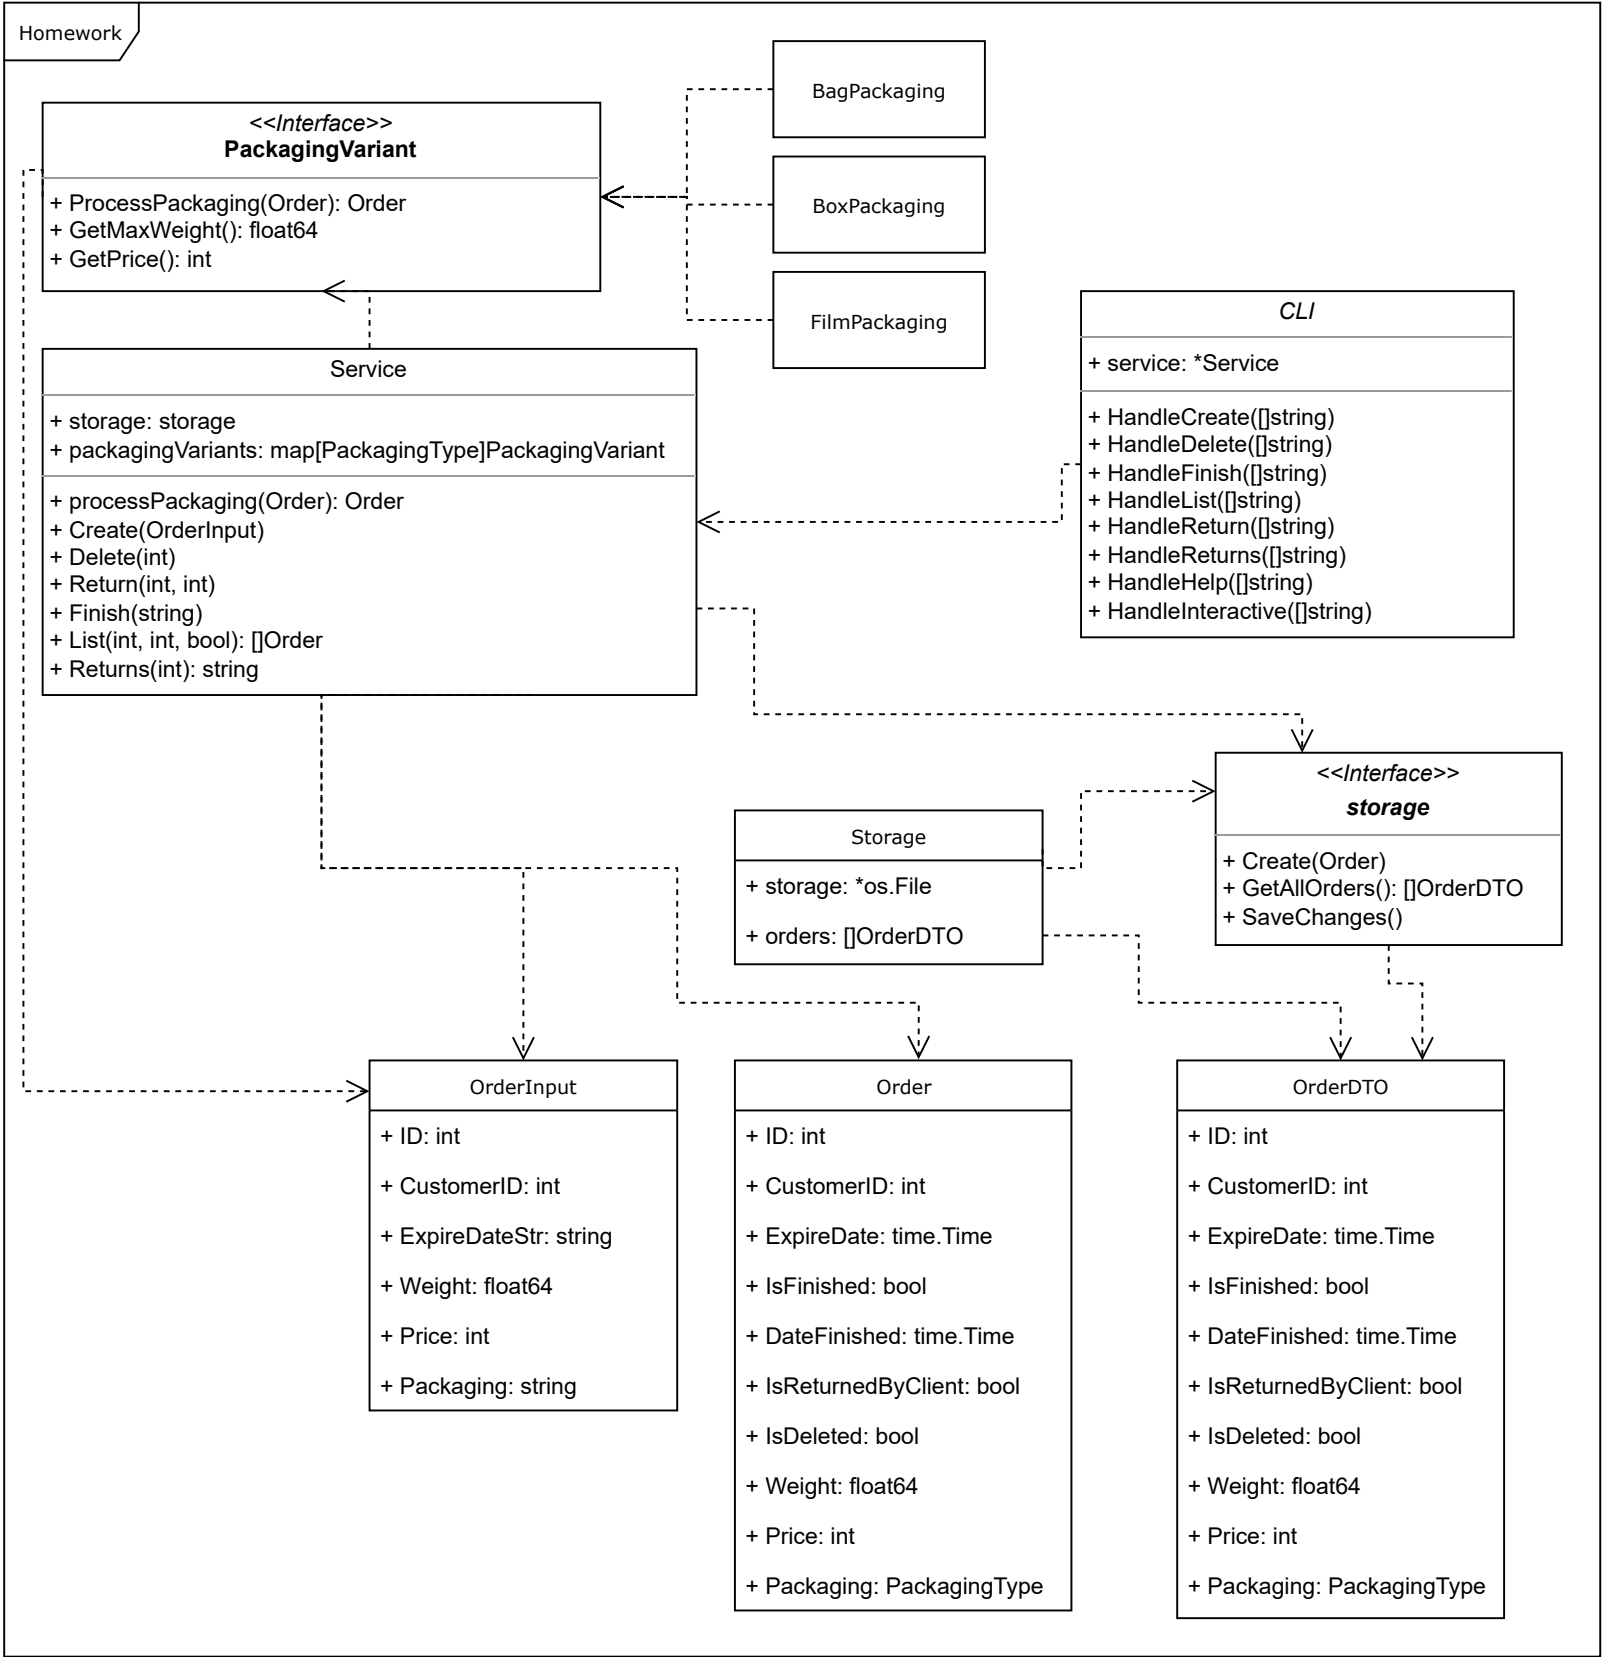 Homework
<<Interface>>
PackagingVariant
+ ProcessPackaging(Order): Order
+ GetMaxWeight(): float64
+ GetPrice(): int
BagPackaging
BoxPackaging
FilmPackaging
Service
+ storage: storage
+ packagingVariants: map[PackagingType]PackagingVariant
+ processPackaging(Order): Order
+ Create(OrderInput)
+ Delete(int)
+ Return(int, int)
+ Finish(string)
+ List(int, int, bool): []Order
+ Returns(int): string
CLI
+ service: *Service
+ HandleCreate([]string)
+ HandleDelete([]string)
+ HandleFinish([]string)
+ HandleList([]string)
+ HandleReturn([]string)
+ HandleReturns([]string)
+ HandleHelp([]string)
+ HandleInteractive([]string)
<<Interface>>
storage
+ Create(Order)
+ GetAllOrders(): []OrderDTO
+ SaveChanges()
Storage
+ storage: *os.File
+ orders: []OrderDTO
OrderInput
+ ID: int
+ CustomerID: int
+ ExpireDateStr: string
+ Weight: float64
+ Price: int
+ Packaging: string
Order
+ ID: int
+ CustomerID: int
+ ExpireDate: time.Time
+ IsFinished: bool
+ DateFinished: time.Time
+ IsReturnedByClient: bool
+ IsDeleted: bool
+ Weight: float64
+ Price: int
+ Packaging: PackagingType
OrderDTO
+ ID: int
+ CustomerID: int
+ ExpireDate: time.Time
+ IsFinished: bool
+ DateFinished: time.Time
+ IsReturnedByClient: bool
+ IsDeleted: bool
+ Weight: float64
+ Price: int
+ Packaging: PackagingType